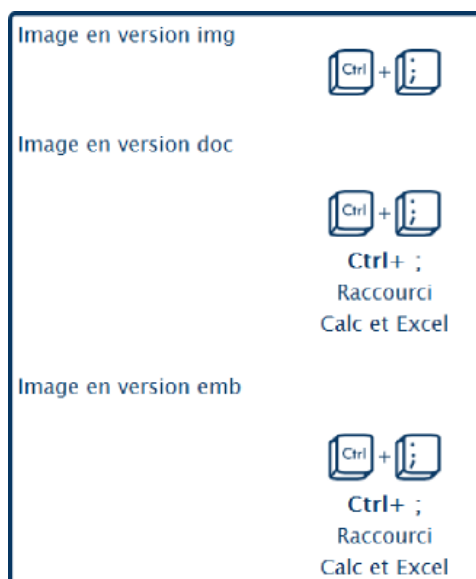 Image en version img
Ctrl + ;
Image en version doc
Ctrl + ;
Ctrl+ ;
Raccourci
Calc et Excel
Image en version emb
Ctrl + ;
Ctrl+ ;
Raccourci
Calc et Excel